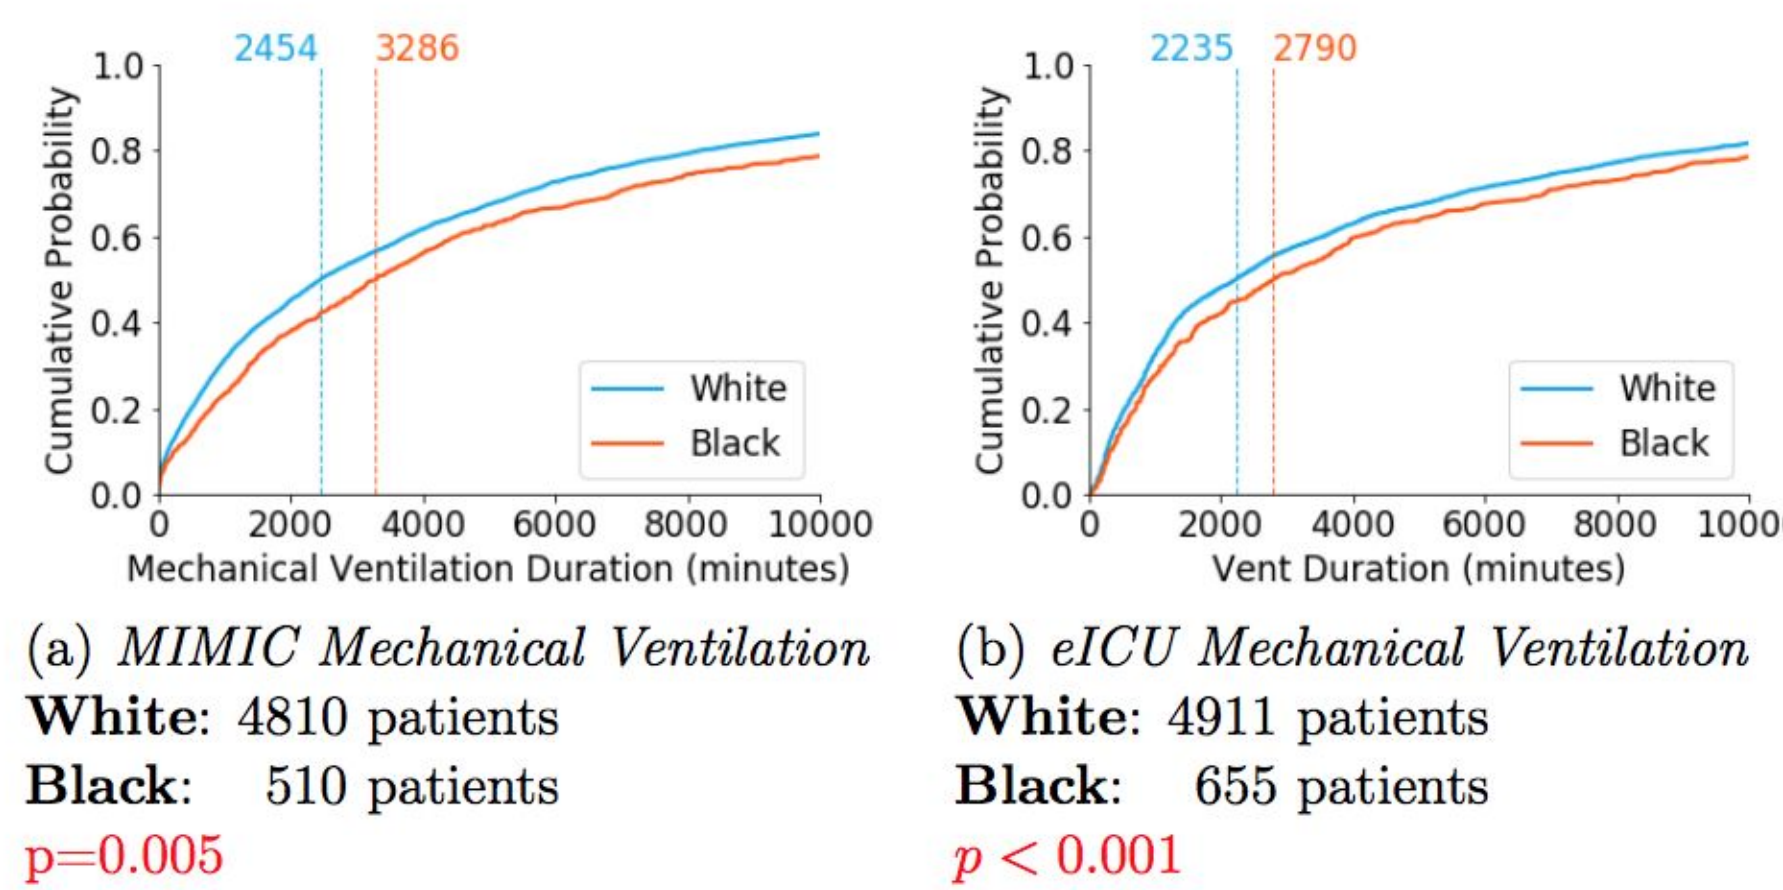 2454 3286
1.0
0.8
0.6
0.4
0.2
0.0
Cumulative Probability
White
Black
0 2000 4000 6000 8000 10000
Mechanical Ventilation Duration (minutes)
(a) MIMIC Mechanical Ventilation
White: 4810 patients
Black: 510 patients
p=0.005
2235 2790
1.0
0.8
0.6
0.4
0.2
0.0
Cumulative Probability
White
Black
0 2000 4000 6000 8000 1000
Vent Duration (minutes)
(b) eICU Mechanical Ventilation
White: 4911 patients
Black: 655 patients
p < 0.001